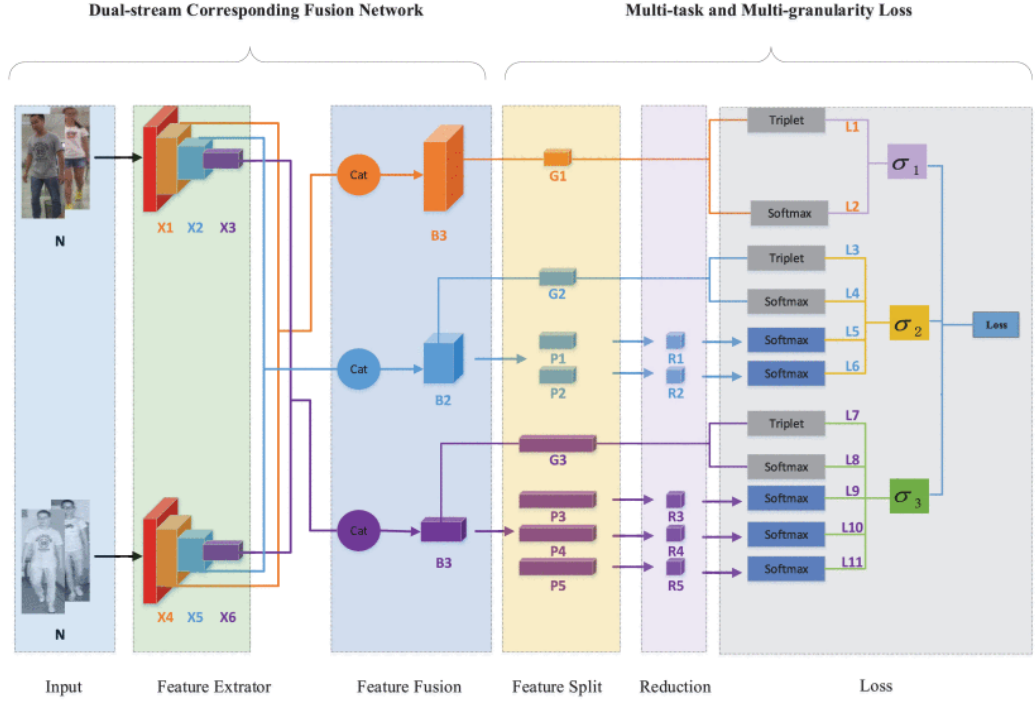 Dual-stream Corresponding Fusion Network
Multi-task and Multi-granularity Loss
N
X1 X2 X3
Cat
B3
G1
Triplet
L1
Softmax
L2
σ1
Cat
B2
G2
P1
P2
R1
R2
Triplet
L3
Softmax
L4
Softmax
L5
Softmax
L6
σ2
Loss
Cat
B3
G3
P3
P4
P5
R3
R4
R5
Triplet
L7
Softmax
L8
Softmax
L9
Softmax
L10
Softmax
L11
σ3
N
X4 X5 X6
Input
Feature Extrator
Feature Fusion
Feature Split
Reduction
Loss